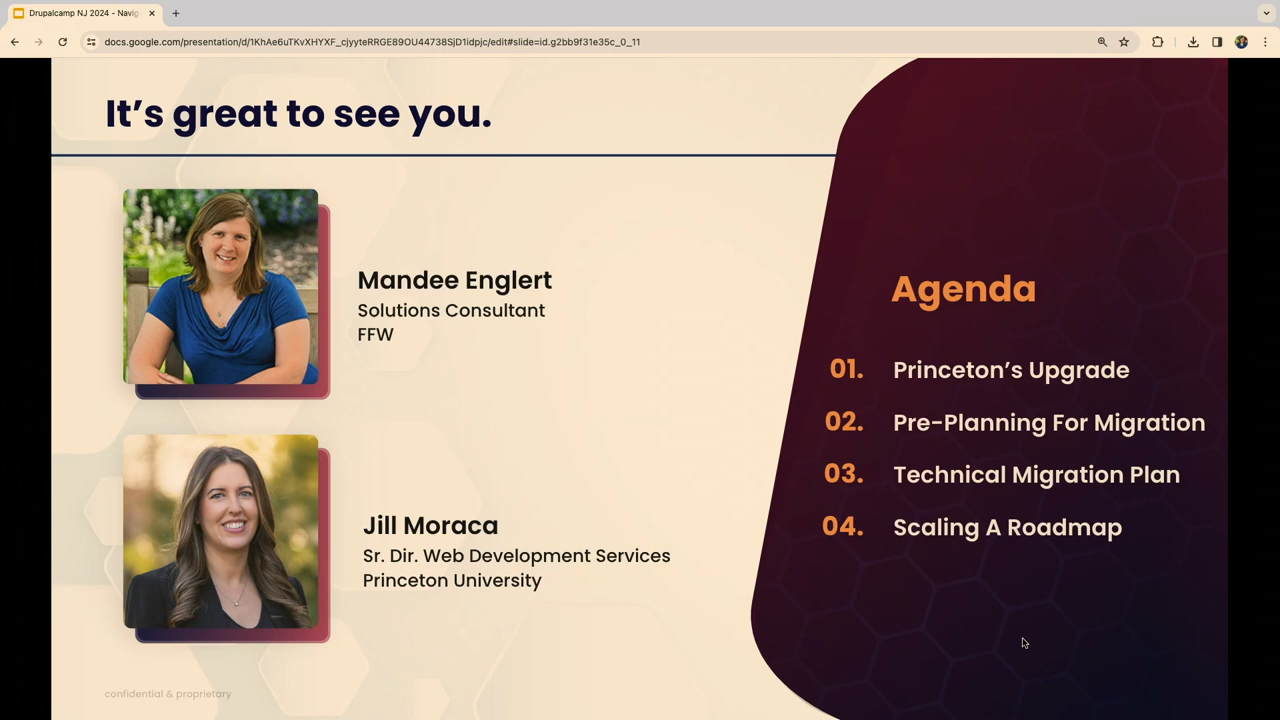 Drupalcamp NJ 2024 - Navig
docs.google.com/presentation/d/1KhAe6uTKvXHYXF_cjyyteRRGE89OU44738SjD1idpjc/edit#slide=id.g2bb9f31e35c_0_11
It’s great to see you.
Mandee Englert
Solutions Consultant
FFW
Jill Moraca
Sr. Dir. Web Development Services
Princeton University
confidential & proprietary
Agenda
01. Princeton’s Upgrade
02. Pre-Planning For Migration
03. Technical Migration Plan
04. Scaling A Roadmap